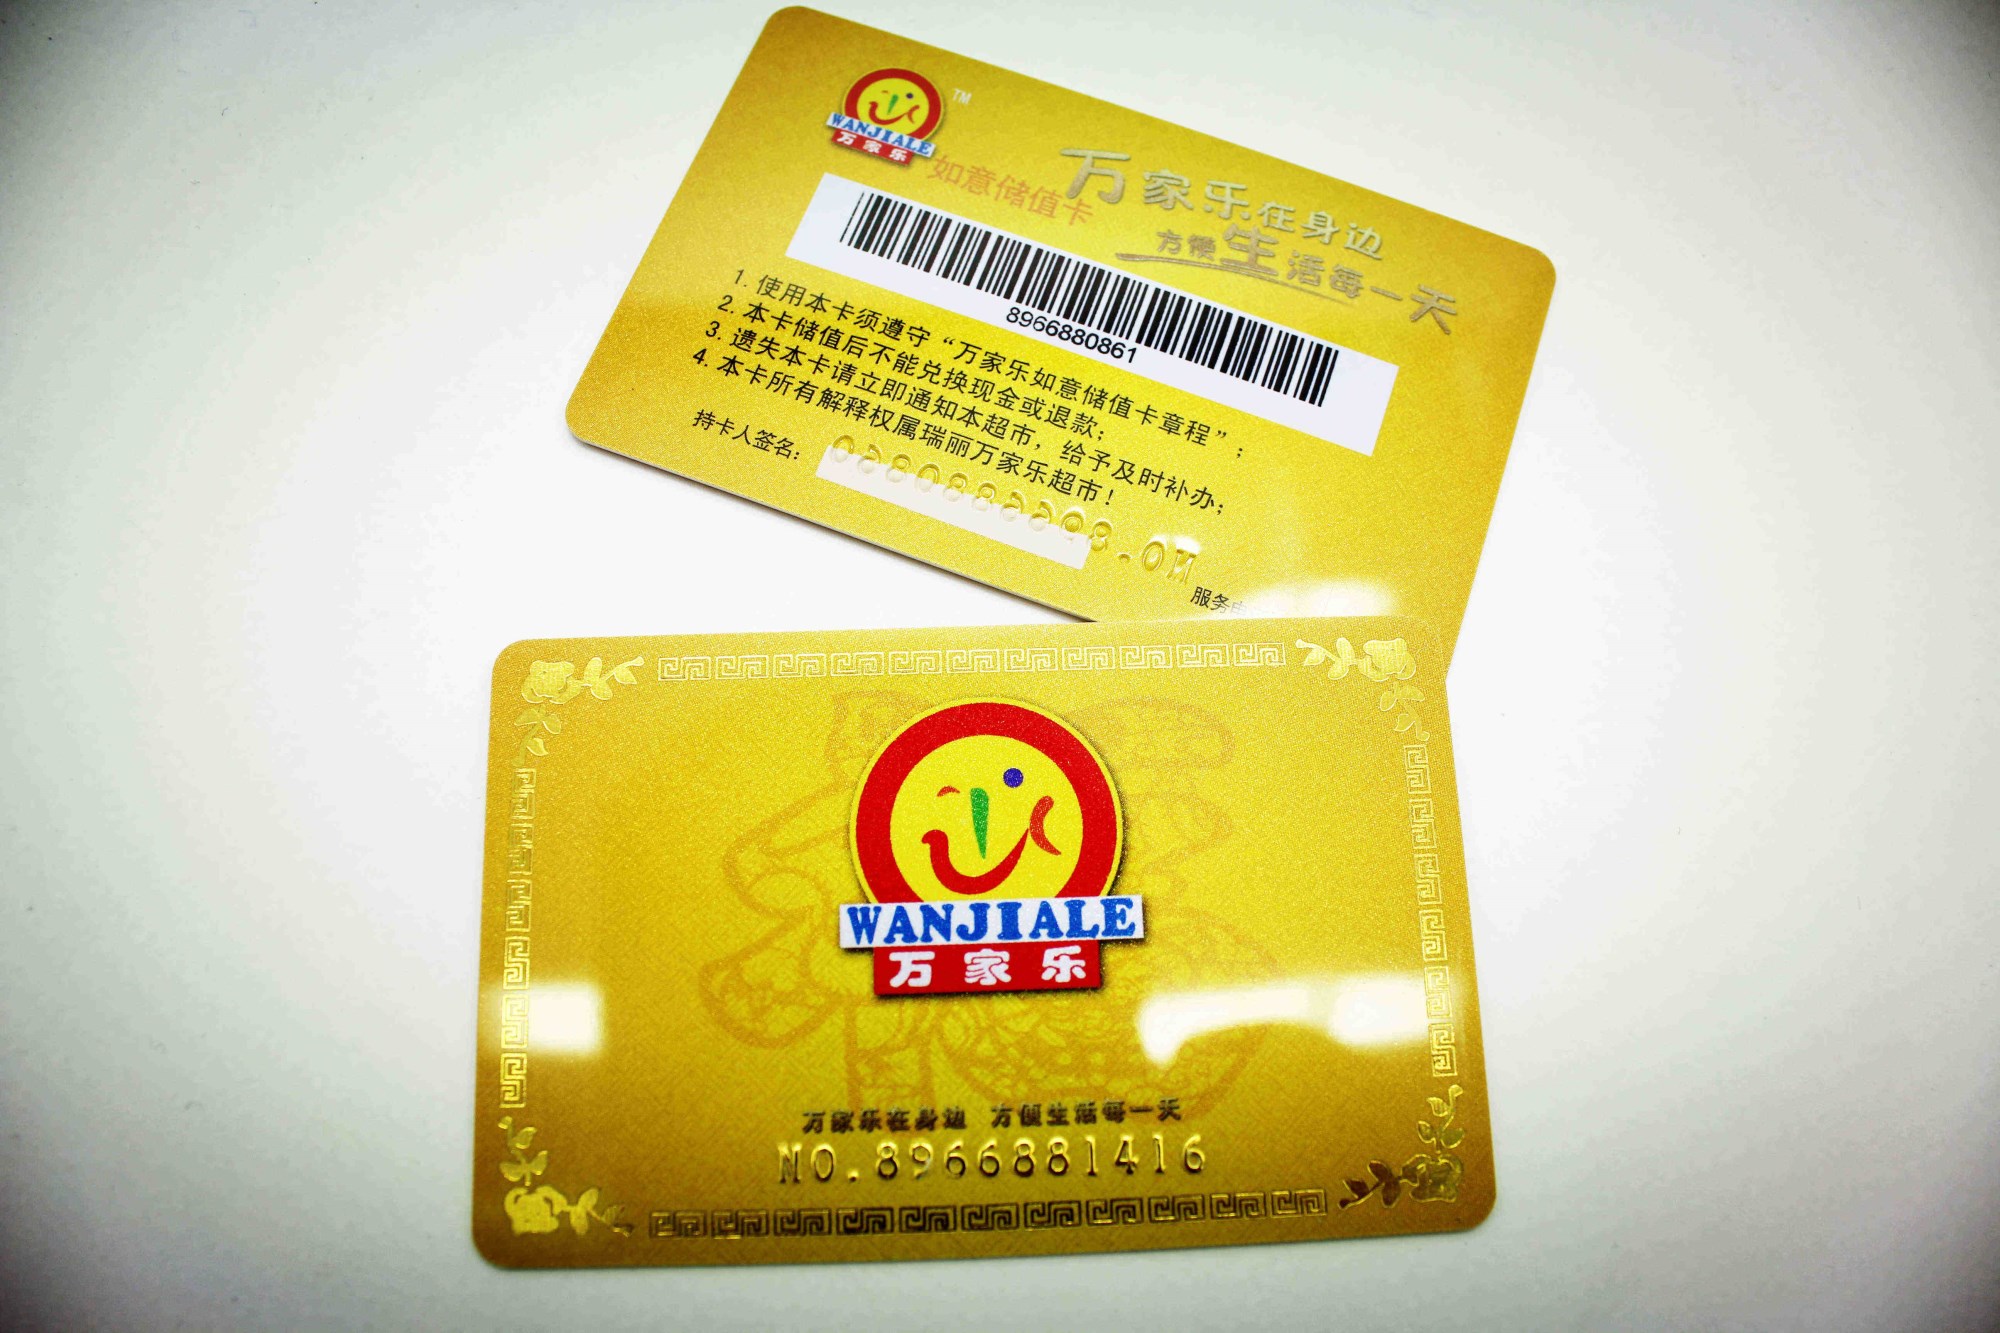 WANJIALE
万家乐
TM
如意储值卡
万家乐在身边
方便生活每一天
8966880861
1. 使用本卡须遵守“万家乐如意储值卡章程”；
2. 本卡储值后不能兑换现金或退款；
3. 遗失本卡请立即通知本超市，给予及时补办；
4. 本卡所有解释权属瑞丽万家乐超市！
持卡人签名：
NO.8966880860
服务电
WANJIALE
万家乐
万家乐在身边 方便生活每一天
NO.8966881416